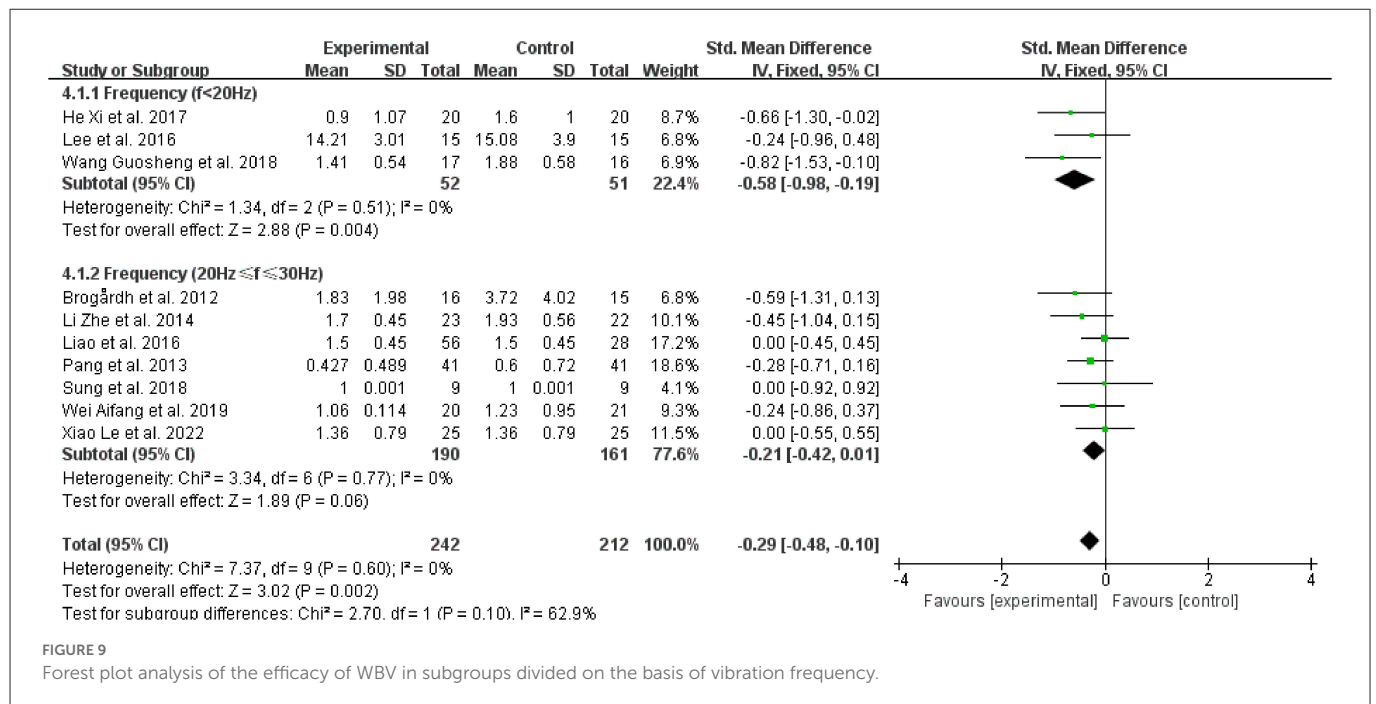 Experimental Control Std. Mean Difference Std. Mean Difference
Study or Subgroup Mean SD Total Mean SD Total Weight IV, Fixed, 95% CI IV, Fixed, 95% CI
4.1.1 Frequency (f<20Hz)
He Xi et al. 2017 0.9 1.07 20 1.6 1 20 8.7% -0.66 [-1.30, -0.02]
Lee et al. 2016 14.21 3.01 15 15.08 3.9 15 6.8% -0.24 [-0.96, 0.48]
Wang Guosheng et al. 2018 1.41 0.54 17 1.88 0.58 16 6.9% -0.82 [-1.53, -0.10]
Subtotal (95% CI) 52 51 22.4% -0.58 [-0.98, -0.19]
Heterogeneity: Chi² = 1.34, df = 2 (P = 0.51); I² = 0%
Test for overall effect: Z = 2.88 (P = 0.004)
4.1.2 Frequency (20Hz≤f≤30Hz)
Brogårdh et al. 2012 1.83 1.98 16 3.72 4.02 15 6.8% -0.59 [-1.31, 0.13]
Li Zhe et al. 2014 1.7 0.45 23 1.93 0.56 22 10.1% -0.45 [-1.04, 0.15]
Liao et al. 2016 1.5 0.45 56 1.5 0.45 28 17.2% 0.00 [-0.45, 0.45]
Pang et al. 2013 0.427 0.489 41 0.6 0.72 41 18.6% -0.28 [-0.71, 0.16]
Sung et al. 2018 1 0.001 9 1 0.001 9 4.1% 0.00 [-0.92, 0.92]
Wei Aifang et al. 2019 1.06 0.114 20 1.23 0.95 21 9.3% -0.24 [-0.86, 0.37]
Xiao Le et al. 2022 1.36 0.79 25 1.36 0.79 25 11.5% 0.00 [-0.55, 0.55]
Subtotal (95% CI) 190 161 77.6% -0.21 [-0.42, 0.01]
Heterogeneity: Chi² = 3.34, df = 6 (P = 0.77); I² = 0%
Test for overall effect: Z = 1.89 (P = 0.06)
Total (95% CI) 242 212 100.0% -0.29 [-0.48, -0.10]
Heterogeneity: Chi² = 7.37, df = 9 (P = 0.60); I² = 0%
Test for overall effect: Z = 3.02 (P = 0.002)
Test for subgroup differences: Chi² = 2.70, df = 1 (P = 0.10), I² = 62.9%
-4 -2 0 2 4
Favours [experimental] Favours [control]
FIGURE 9
Forest plot analysis of the efficacy of WBV in subgroups divided on the basis of vibration frequency.